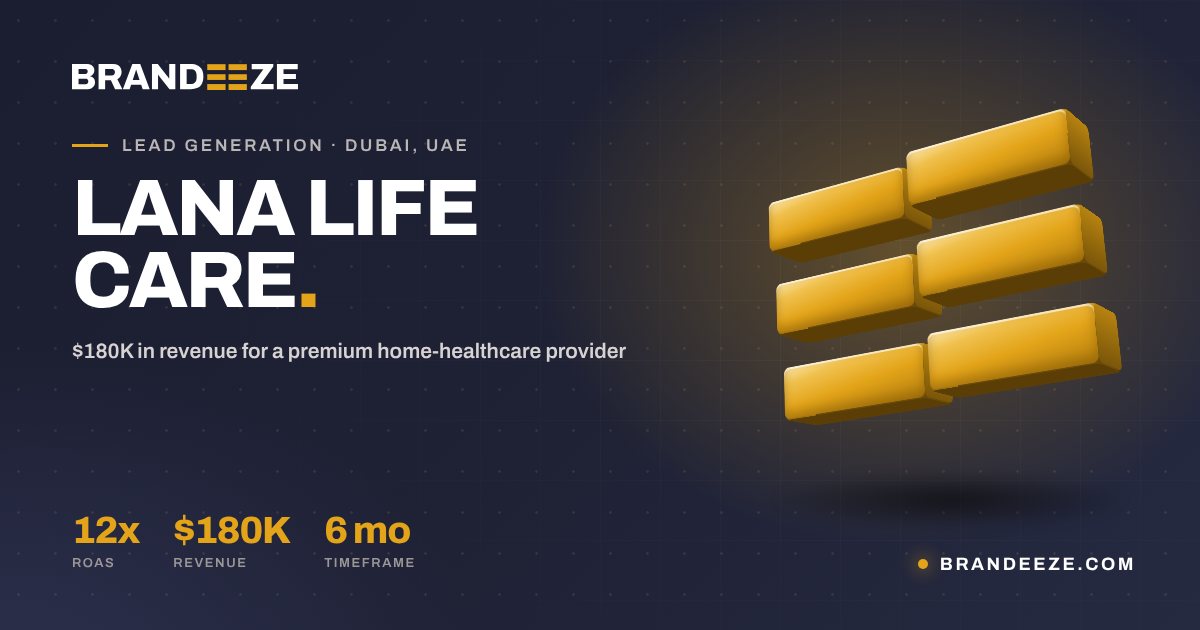 BRANDEEZE
LEAD GENERATION · DUBAI, UAE
LANA LIFE
CARE.
$180K in revenue for a premium home-healthcare provider
12x $180K 6 mo
ROAS REVENUE TIMEFRAME
BRANDEEZE.COM